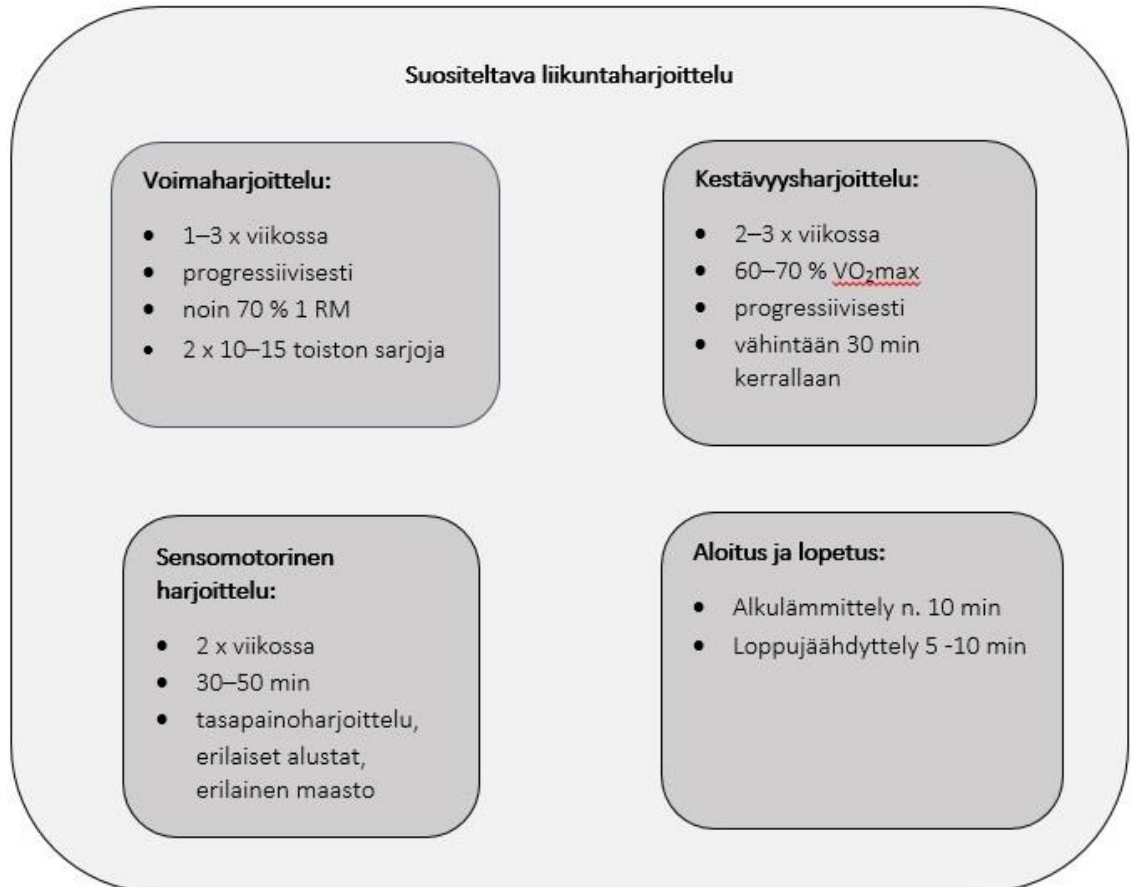 Suositeltava liikuntaharjoittelu
Voimaharjoittelu:
• 1–3 x viikossa
• progressiivisesti
• noin 70 % 1 RM
• 2 x 10–15 toiston sarjoja
Kestävyysharjoittelu:
• 2–3 x viikossa
• 60–70 % VO₂max
• progressiivisesti
• vähintään 30 min
kerrallaan
Sensomotorinen
harjoittelu:
• 2 x viikossa
• 30–50 min
• tasapainoharjoittelu,
erilaiset alustat,
erilainen maasto
Aloitus ja lopetus:
• Alkulämmittely n. 10 min
• Loppujäähdyttely 5 -10 min